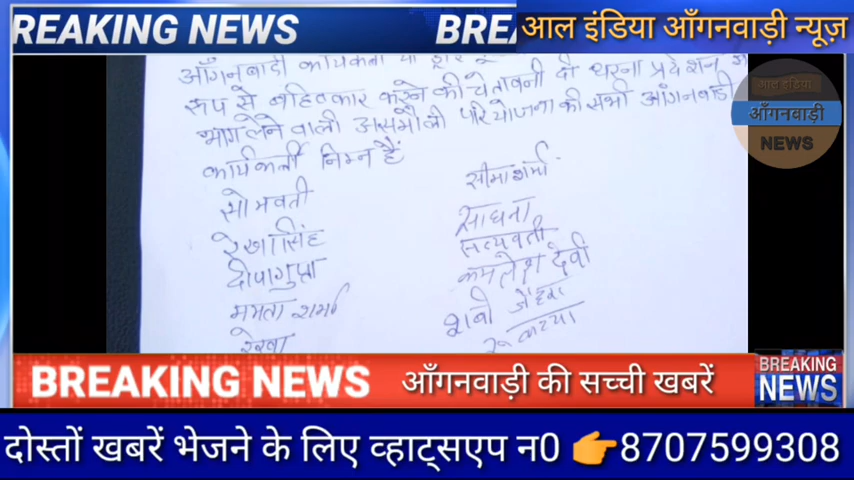 REAKING NEWS
BREA
आल इंडिया आँगनवाड़ी न्यूज़
आँगनवाडी कार्यकर्ता
रूप से बहिष्कार करने की चेतावनी दी धरना प्रदेशन
भाग लेने वाली असमोली परियोजना की सभी आंगनवाडी
कार्यकर्ता निम्न हैं
आल इंडिया
आँगनवाड़ी
NEWS
सोमवती
रेखा सिंह
दीपा गुप्ता
ममता शर्मा
रेखा
सीमा शर्मा
साधना
सत्यवती
कमलेश देवी
BREAKING NEWS
आँगनवाड़ी की सच्ची खबरें
BREAKING
NEWS
दोस्तों खबरें भेजने के लिए व्हाट्सएप न0 👉8707599308